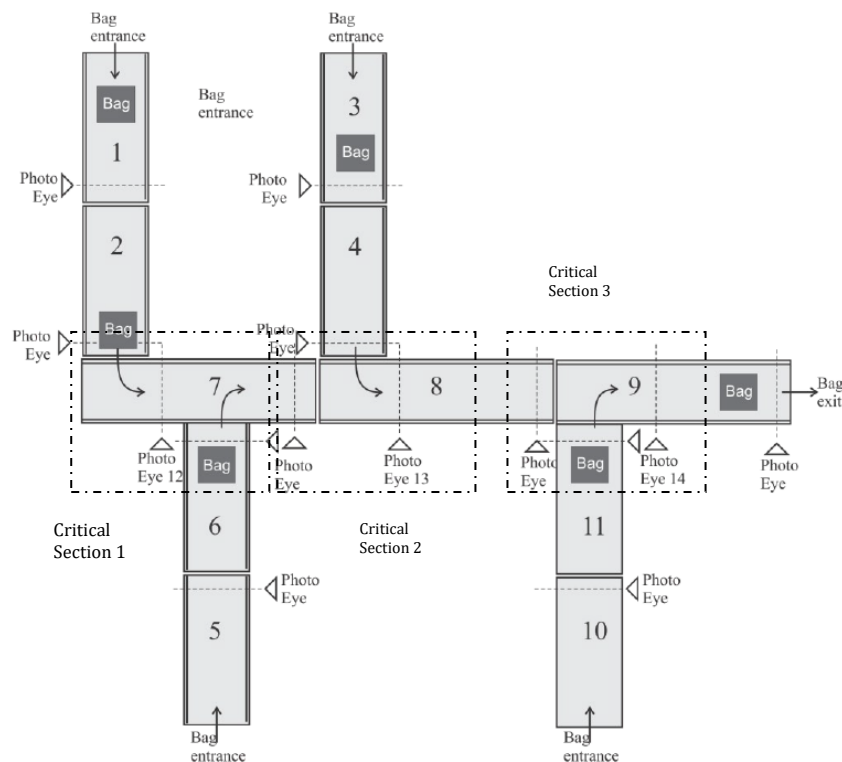 Bag
entrance
Bag
entrance
Bag
Bag
entrance
3
1
Bag
Photo
Eye
Photo
Eye
2
4
Critical
Section 3
Photo
Eye
Bag
Photo
Eye
7
8
9
Bag
Bag
exit
Photo
Eye 12
Bag
Photo
Eye
Photo
Eye 13
Photo
Eye
Bag
Photo
Eye 14
Photo
Eye
Critical
Section 1
6
Critical
Section 2
11
Photo
Eye
Photo
Eye
5
10
Bag
entrance
Bag
entrance